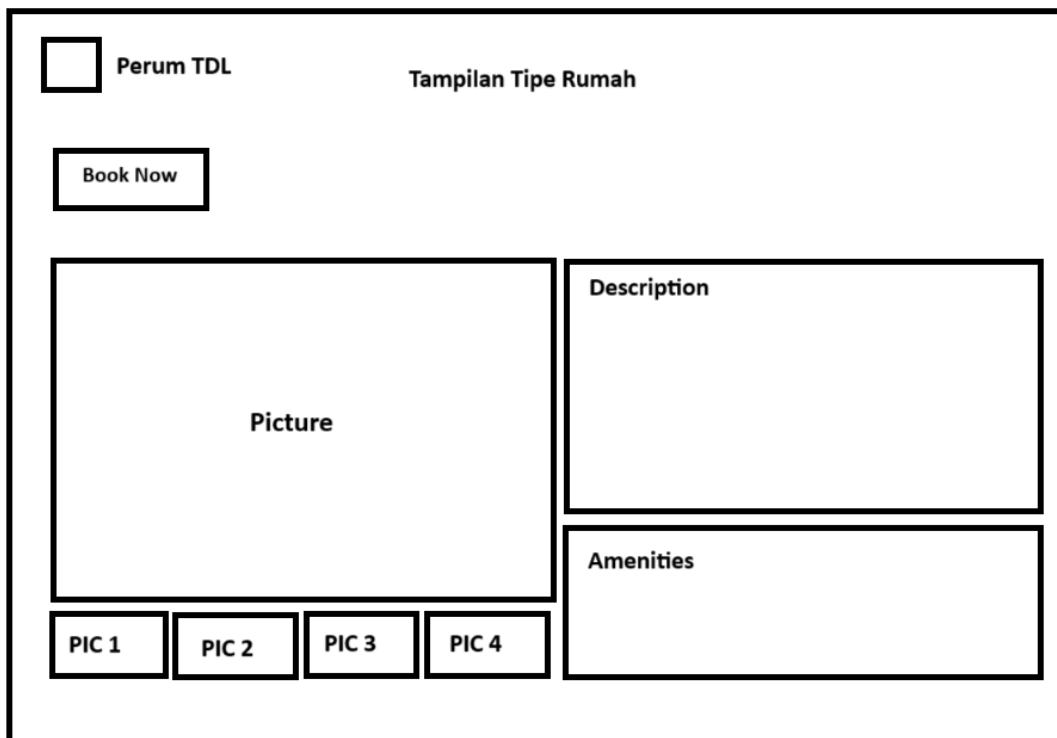 Perum TDL
Tampilan Tipe Rumah
Book Now
Picture
Description
Amenities
PIC 1
PIC 2
PIC 3
PIC 4